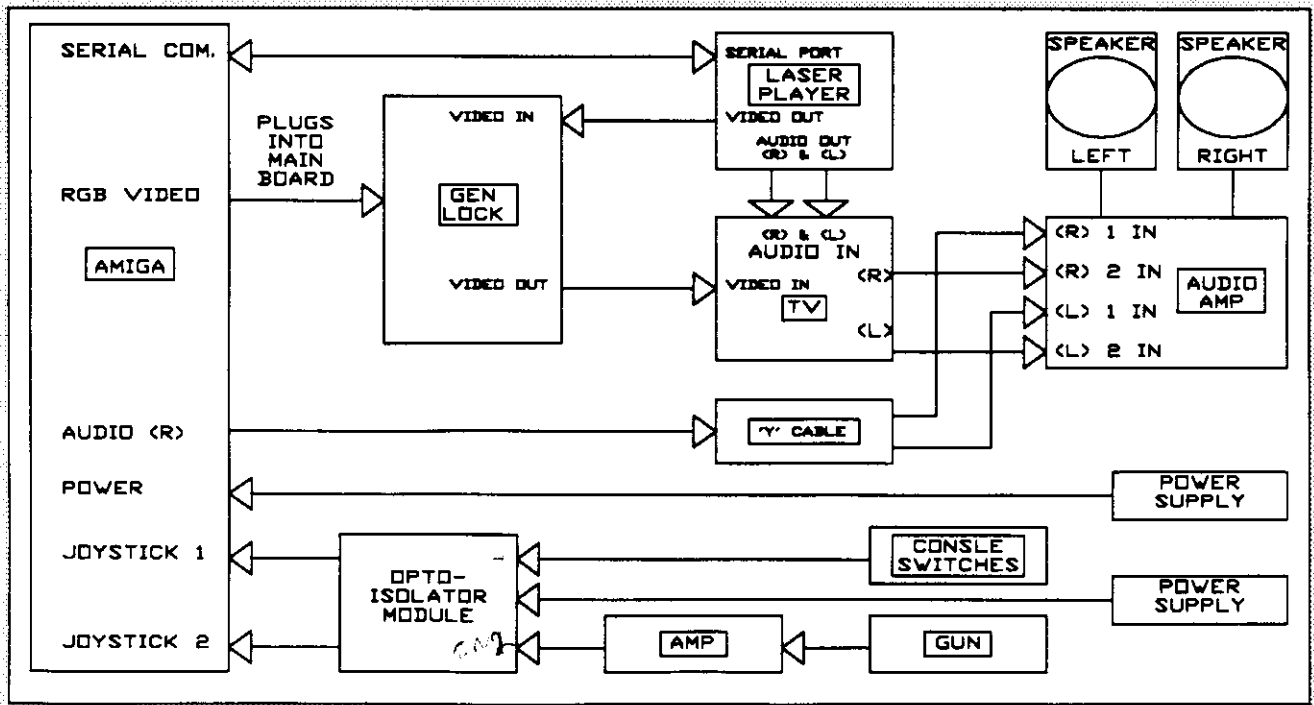 SERIAL COM.
PLUGS
INTO
MAIN
BOARD
RGB VIDEO
AMIGA
AUDIO (R)
POWER
JOYSTICK 1
JOYSTICK 2
VIDEO IN
GEN
LOCK
VIDEO OUT
SERIAL PORT
LASER
PLAYER
VIDEO OUT
AUDIO OUT
(R) & (L)
(R) & (L)
AUDIO IN
(R)
VIDEO IN
TV
(L)
SPEAKER
LEFT
SPEAKER
RIGHT
(R) 1 IN
(R) 2 IN
(L) 1 IN
(L) 2 IN
AUDIO
AMP
"Y" CABLE
POWER
SUPPLY
CONSLE
SWITCHES
POWER
SUPPLY
OPTO-
ISOLATOR
MODULE
AMP
GUN